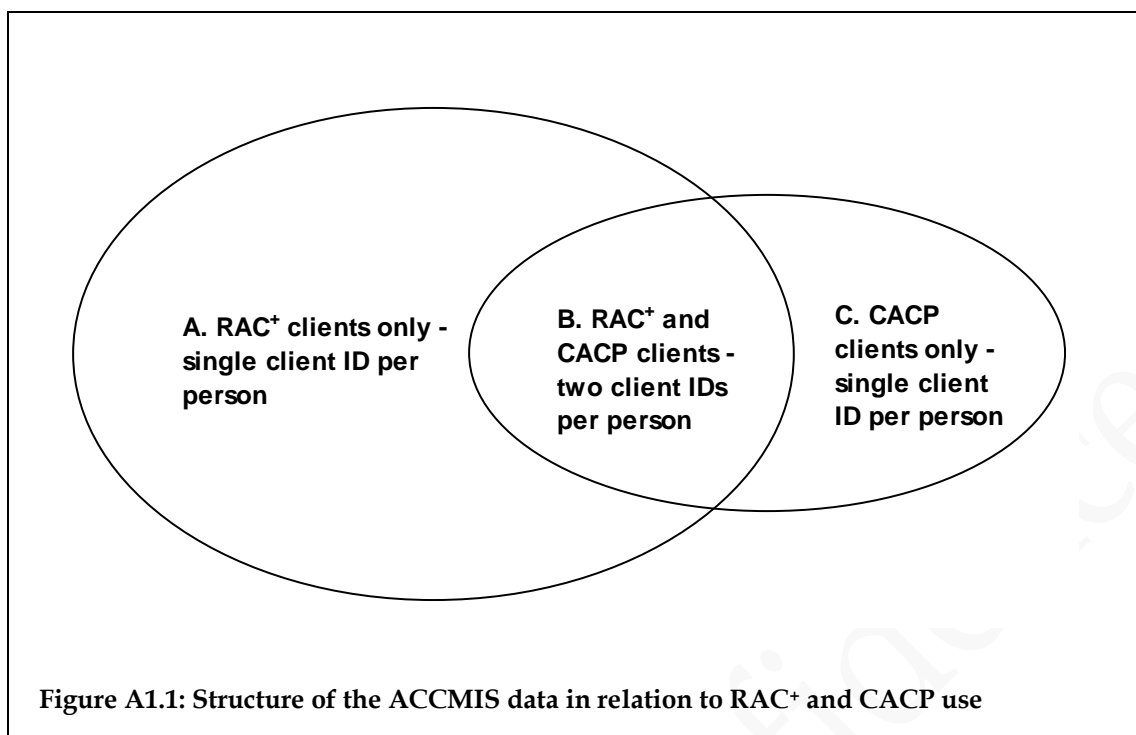 A. RAC⁺ clients only -
single client ID per
person
B. RAC⁺ and
CACP clients -
two client IDs
per person
C. CACP
clients only -
single client
ID per person
Figure A1.1: Structure of the ACCMIS data in relation to RAC⁺ and CACP use